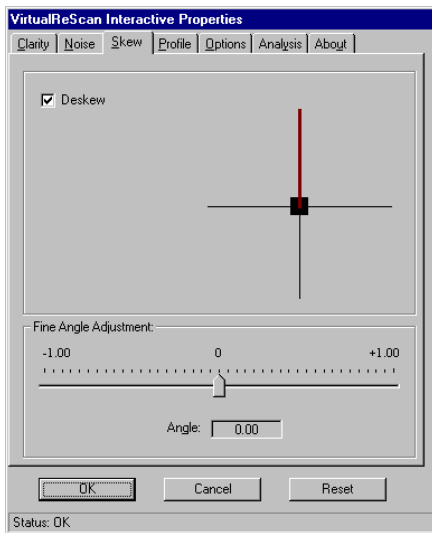 VirtualReScan Interactive Properties
Clarity Noise Skew Profile Options Analysis About
Deskew
Fine Angle Adjustment:
-1.00 0 +1.00
Angle: 0.00
OK Cancel Reset
Status: OK